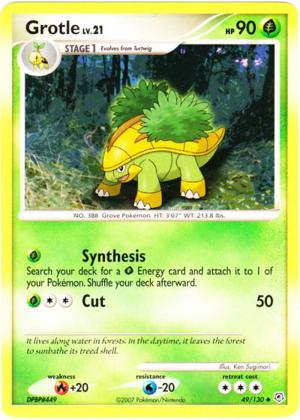 Grotle LV.21 HP 90
STAGE 1 Evolves from Turtwig
NO. 388 Grove Pokémon HT: 3'07" WT: 213.8 lbs.
Synthesis
Search your deck for a Energy card and attach it to 1 of
your Pokémon. Shuffle your deck afterward.
Cut 50
It lives along water in forests. In the daytime, it leaves the forest
to sunbathe its treed shell.
Illus. Ken Sugimori
weakness resistance retreat cost
+20 -20
DPBP#449 ©2007 Pokémon/Nintendo 49/130